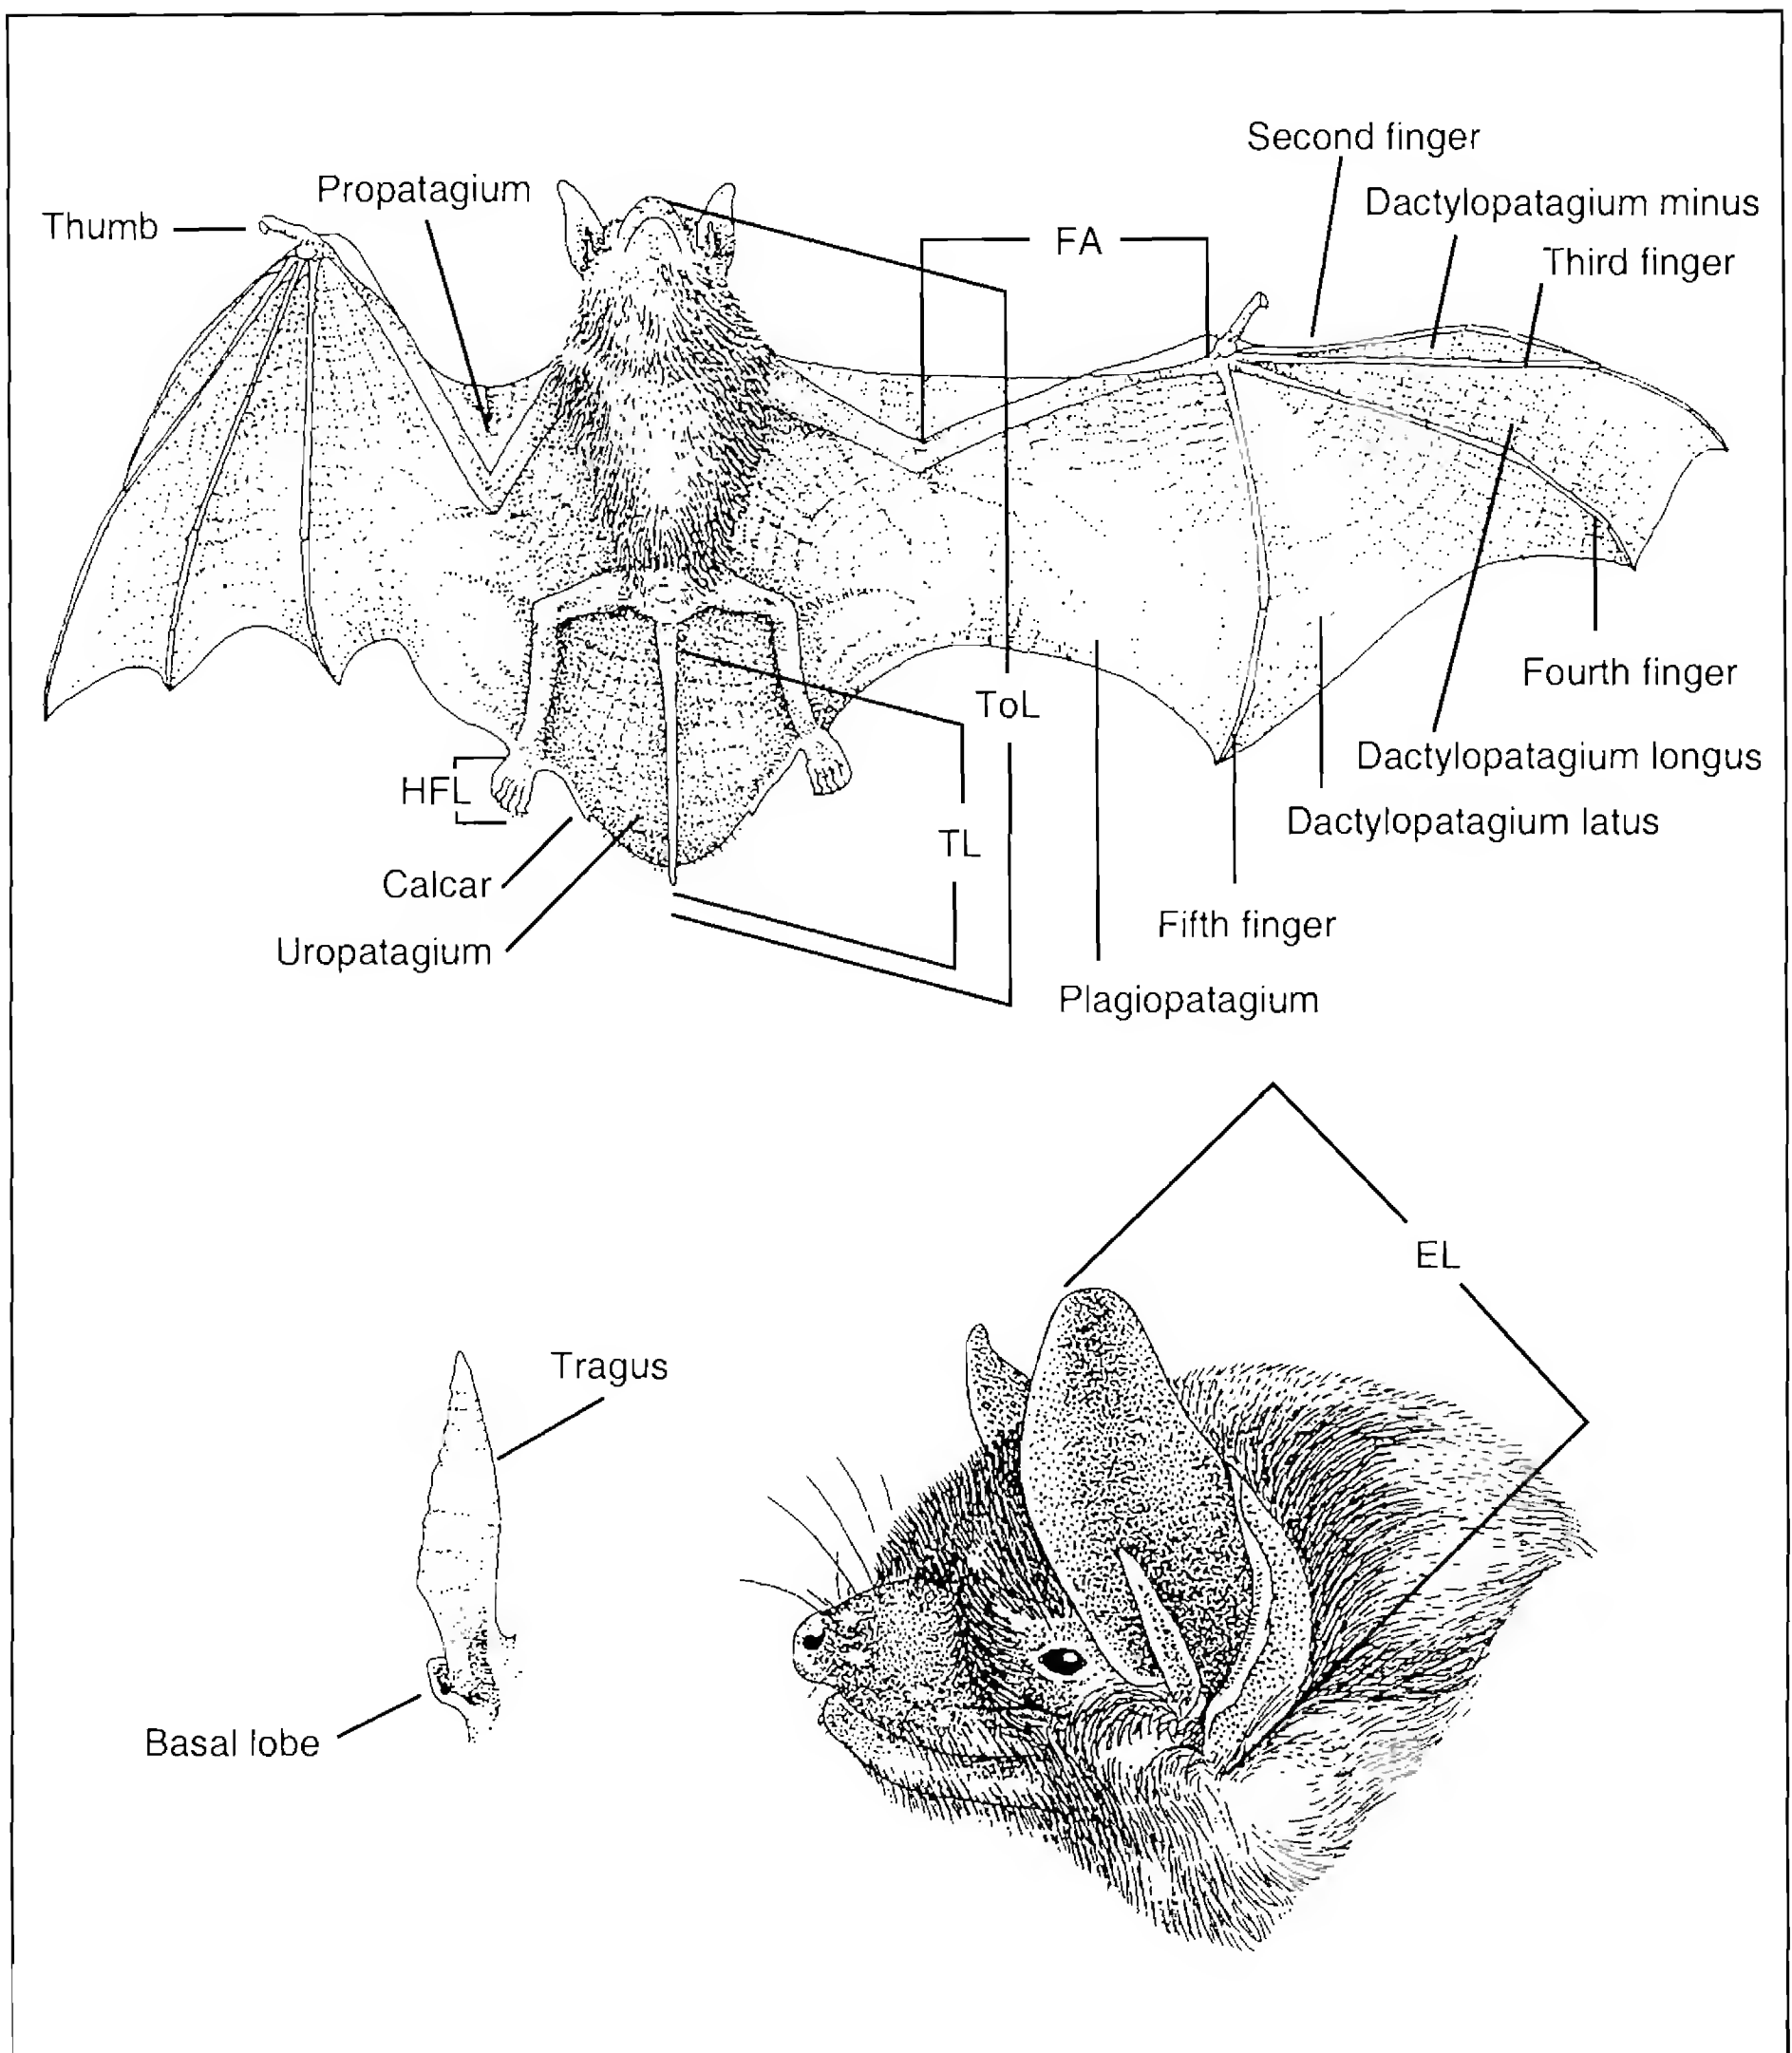 Second finger
Propatagium
Dactylopatagium minus
Thumb
FA
Third finger
Fourth finger
ToL
Dactylopatagium longus
HFL
Dactylopatagium latus
TL
Calcar
Fifth finger
Uropatagium
Plagiopatagium
EL
Tragus
Basal lobe